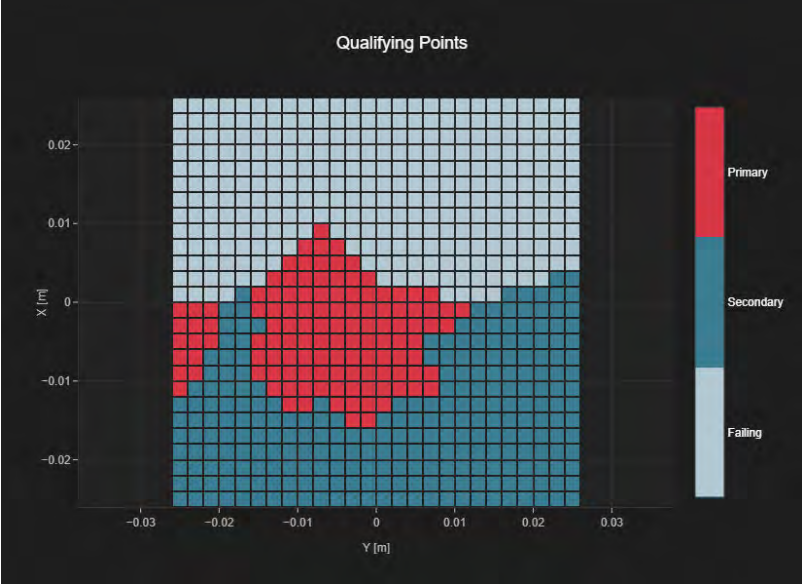 Qualifying Points
0.02
0.01
0
−0.01
−0.02
X [m]
−0.03
−0.02
−0.01
0
0.01
0.02
0.03
Y [m]
Primary
Secondary
Failing